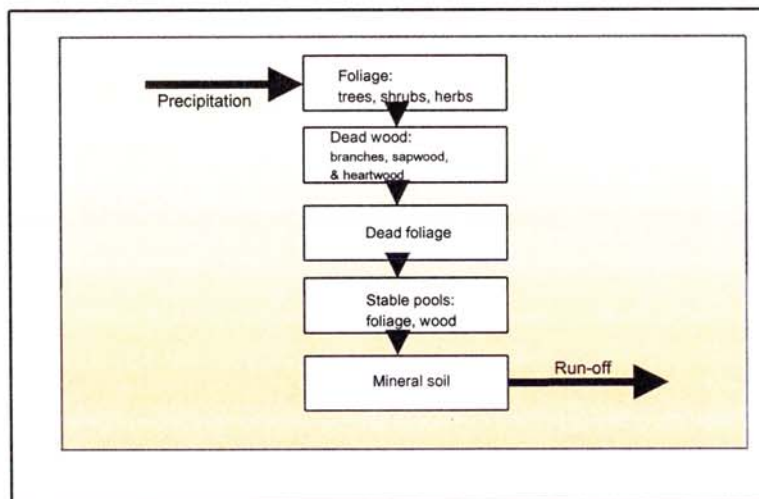 Foliage:
trees, shrubs, herbs
Precipitation
Dead wood:
branches, sapwood,
& heartwood
Dead foliage
Stable pools:
foliage, wood
Mineral soil
Run-off